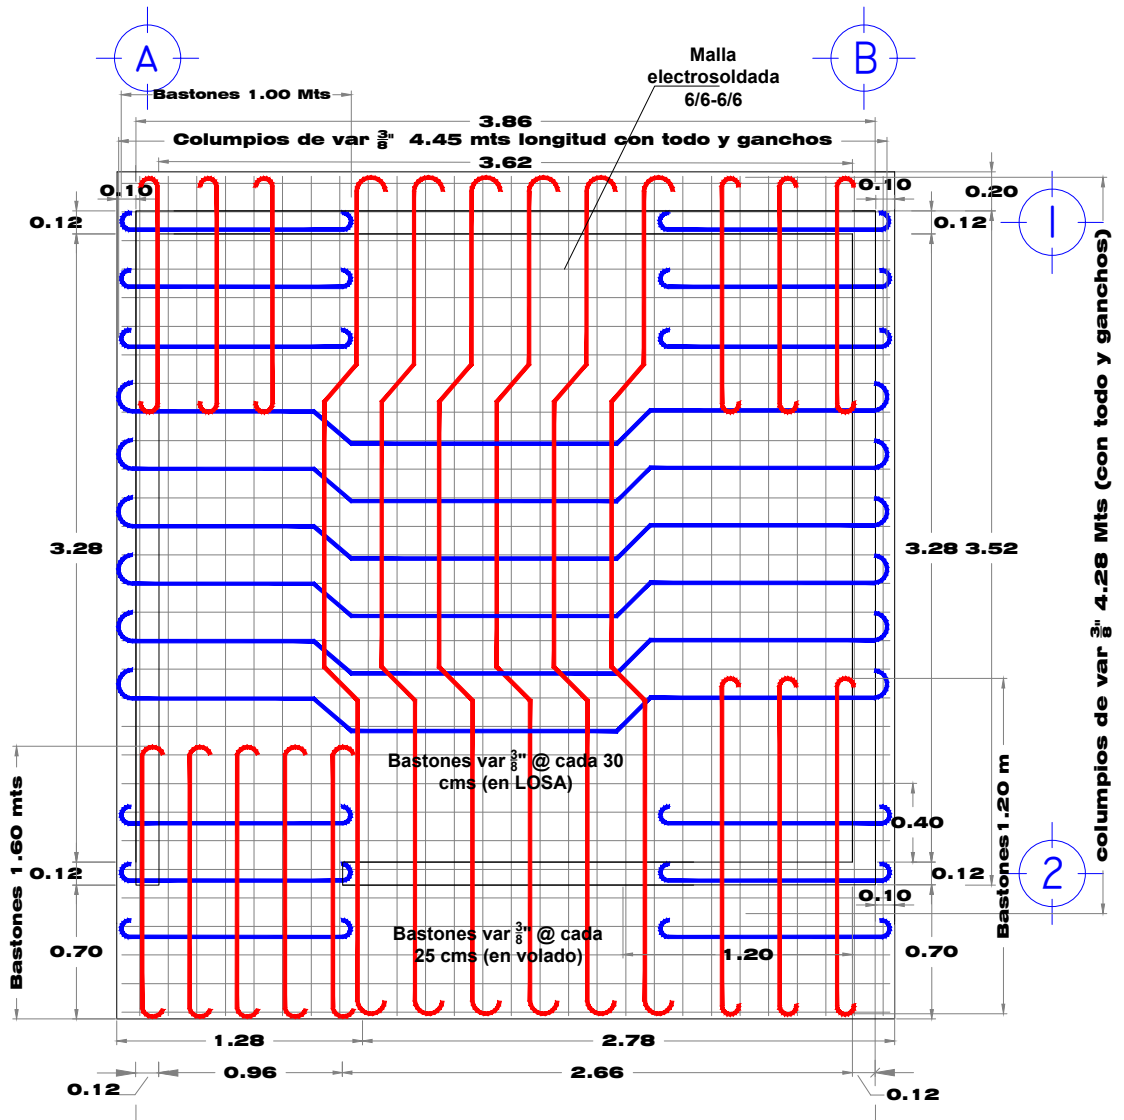 A
B
Malla
electrosoldada
6/6-6/6
Bastones 1.00 Mts
3.86
Columpios de var 3/8" 4.45 mts longitud con todo y ganchos
3.62
0.10
0.10
0.20
0.12
0.12
1
columpios de var 3/8" 4.28 Mts (con todo y ganchos)
3.28
3.28
3.52
Bastones var 3/8" @ cada 30
cms (en LOSA)
Bastones 1.60 mts
Bastones1.20 m
0.40
0.12
0.12
2
0.10
Bastones var 3/8" @ cada
25 cms (en volado)
0.70
1.20
0.70
1.28
2.78
0.96
2.66
0.12
0.12